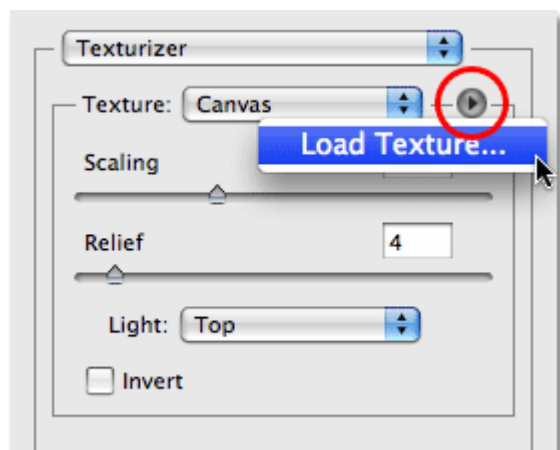 Texturizer
Texture: Canvas
Load Texture...
Scaling
Relief 4
Light: Top
Invert